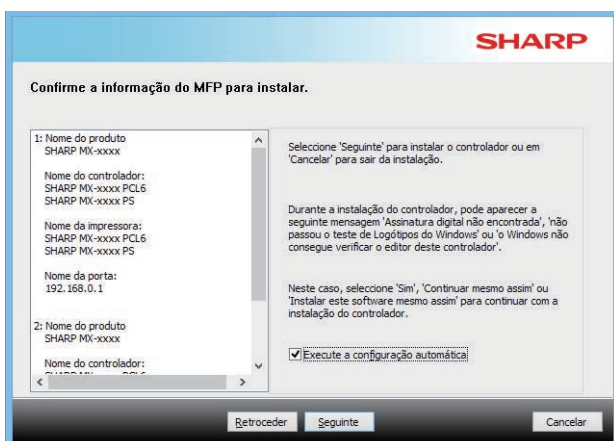 SHARP
Confirme a informação do MFP para instalar.
1: Nome do produto
SHARP MX-xxxx
Nome do controlador:
SHARP MX-xxxx PCL6
SHARP MX-xxxx PS
Nome da impressora:
SHARP MX-xxxx PCL6
SHARP MX-xxxx PS
Nome da porta:
192.168.0.1
2: Nome do produto
SHARP MX-xxxx
Nome do controlador:
Seleccione 'Seguinte' para instalar o controlador ou em
'Cancelar' para sair da instalação.
Durante a instalação do controlador, pode aparecer a
seguinte mensagem 'Assinatura digital não encontrada', 'não
passou o teste de Logótipos do Windows' ou 'o Windows não
consegue verificar o editor deste controlador'.
Neste caso, seleccione 'Sim', 'Continuar mesmo assim' ou
'Instalar este software mesmo assim' para continuar com a
instalação do controlador.
Execute a configuração automática
Retroceder
Seguinte
Cancelar